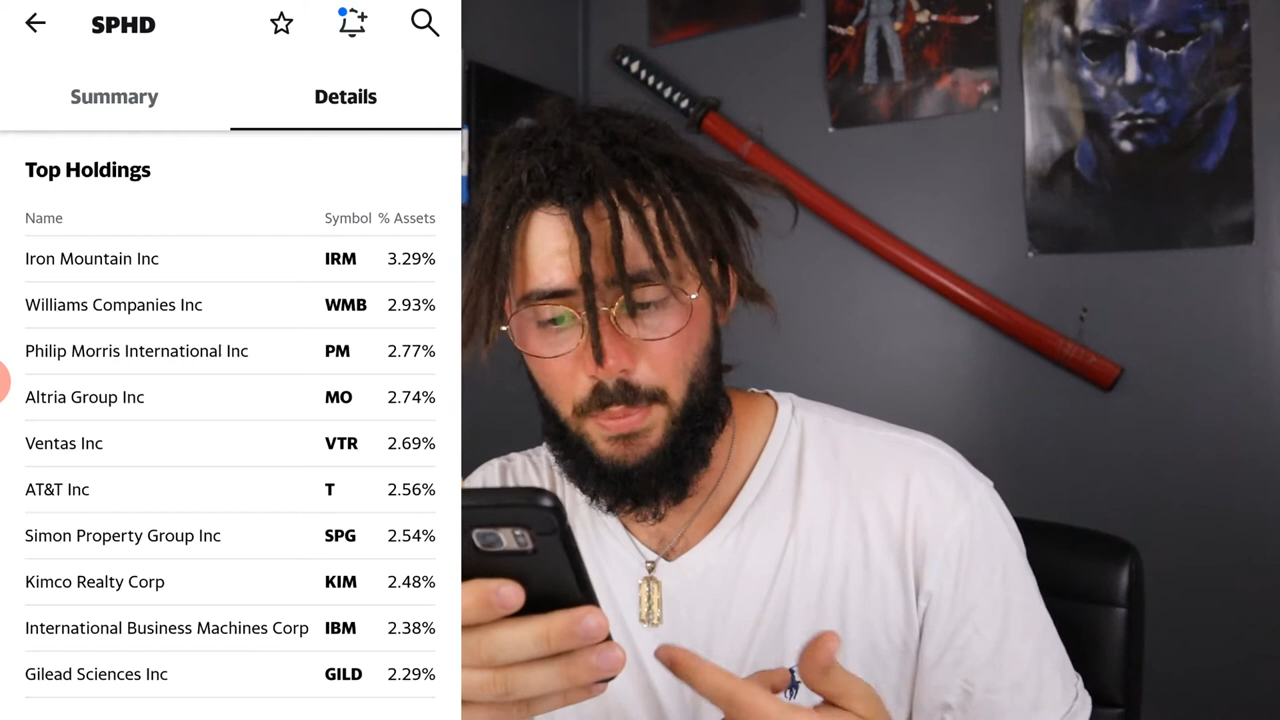 SPHD
Summary Details
Top Holdings
Name Symbol % Assets
Iron Mountain Inc IRM 3.29%
Williams Companies Inc WMB 2.93%
Philip Morris International Inc PM 2.77%
Altria Group Inc MO 2.74%
Ventas Inc VTR 2.69%
AT&T Inc T 2.56%
Simon Property Group Inc SPG 2.54%
Kimco Realty Corp KIM 2.48%
International Business Machines Corp IBM 2.38%
Gilead Sciences Inc GILD 2.29%